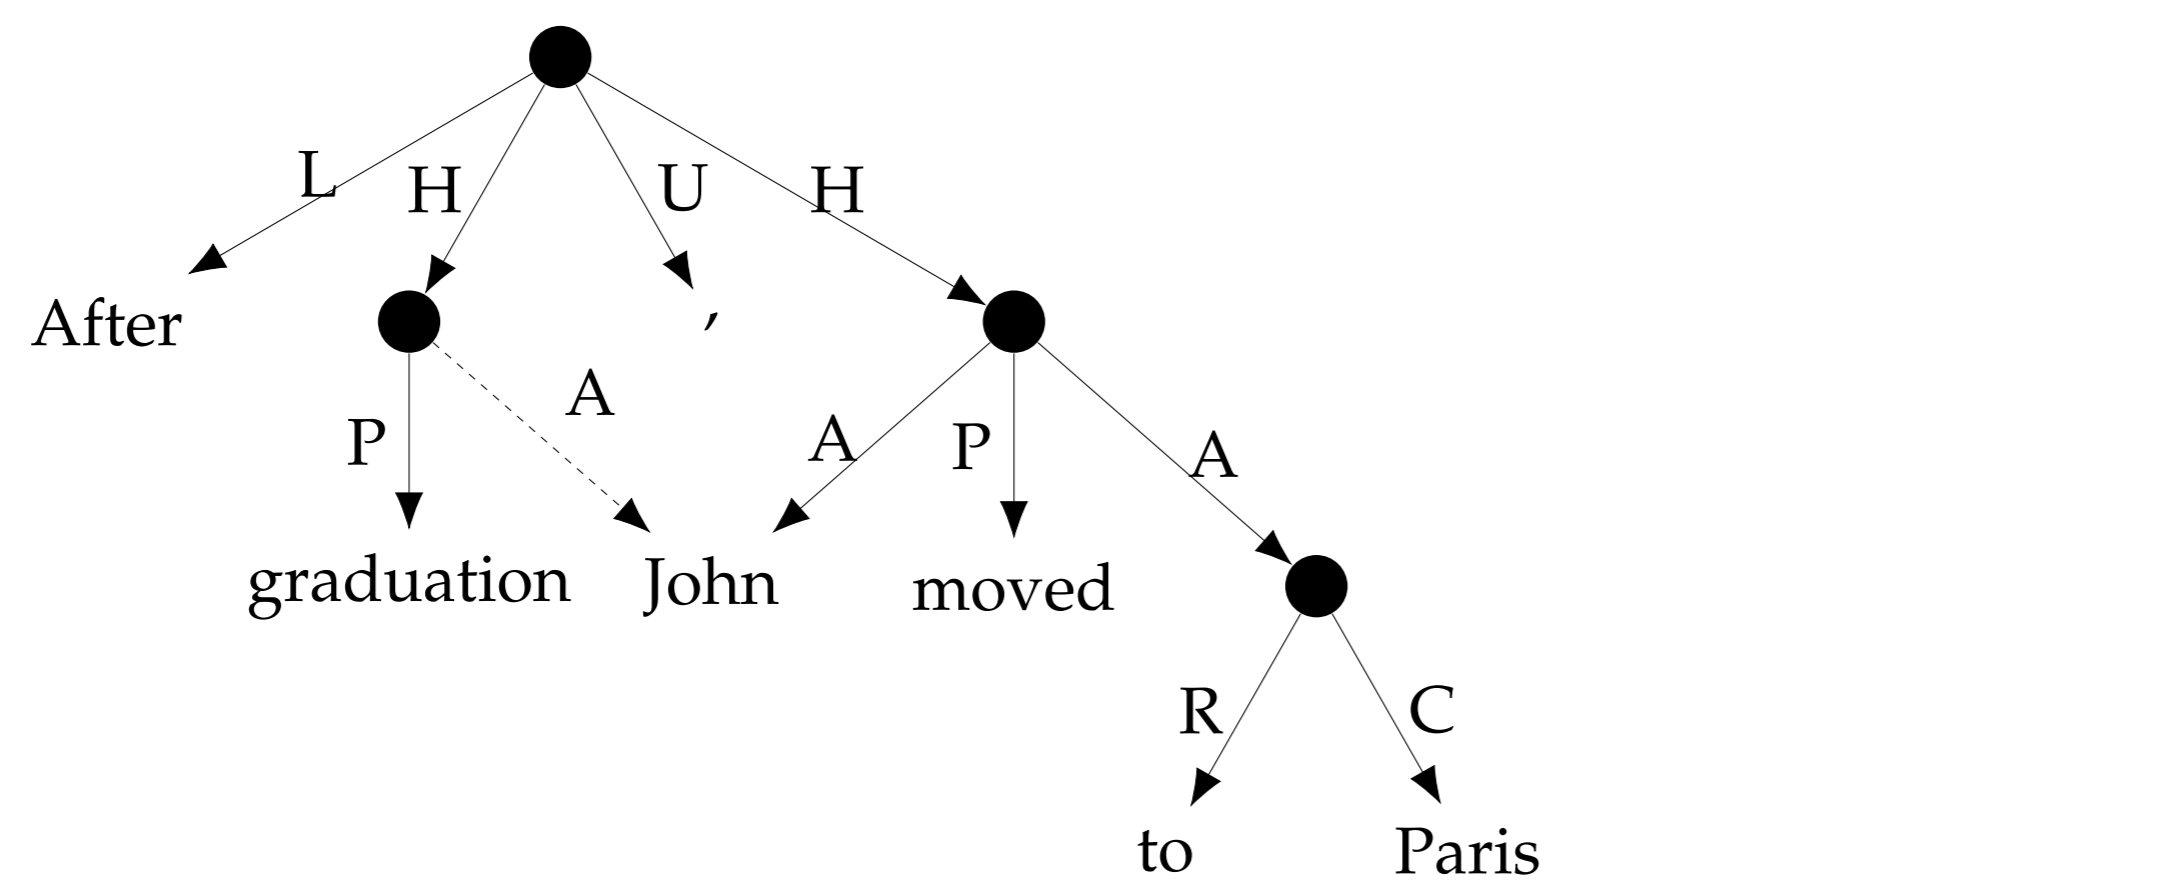 L H U H
After ,
A
P A P A
graduation John moved
R C
to Paris